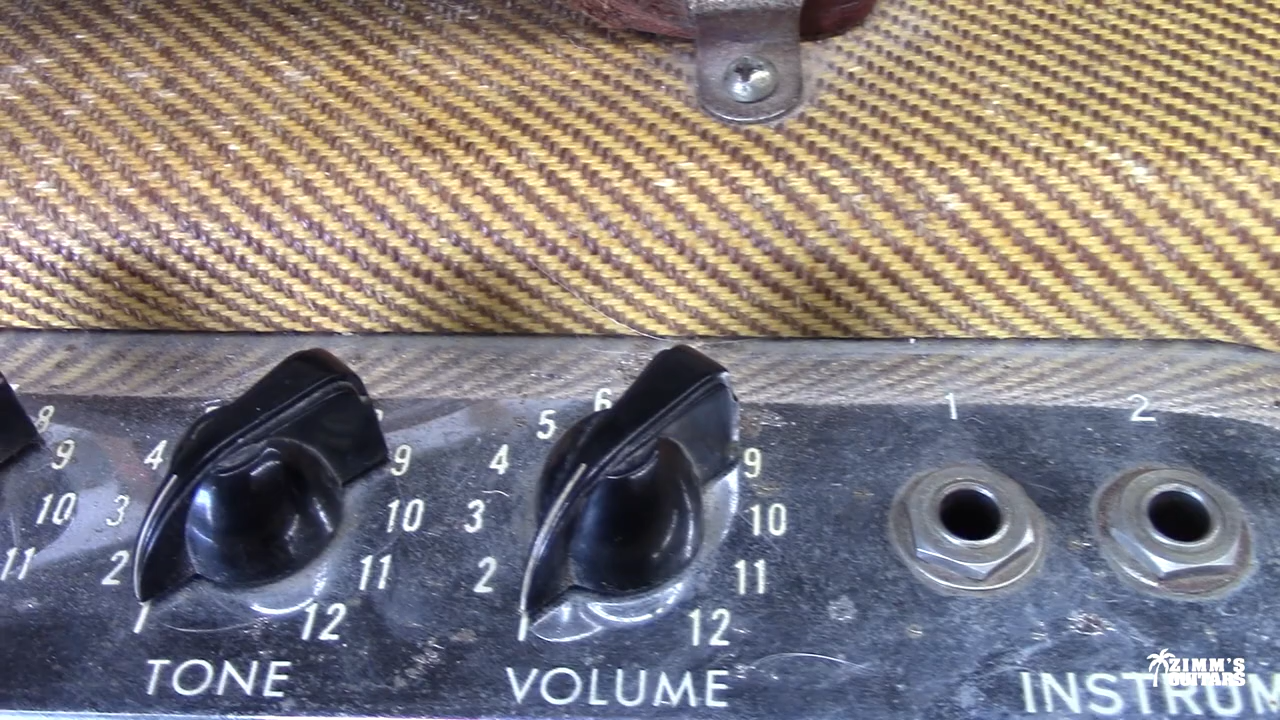 8
9
10
11
1 2 3 4 9 10 11 12
TONE
1 2 3 4 5 6 9 10 11 12
VOLUME
1 2
INSTRUM
ZIMM'S
GUITARS